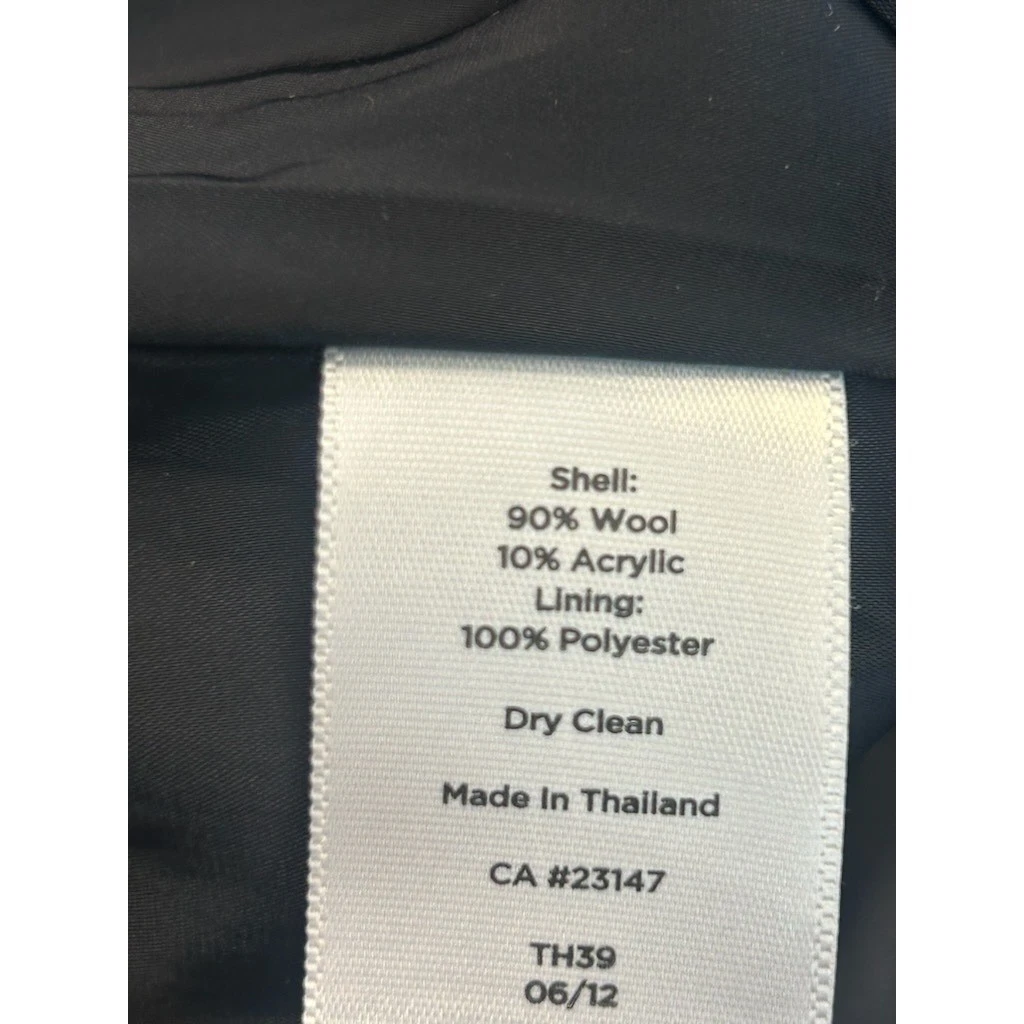 Shell:
90% Wool
10% Acrylic
Lining:
100% Polyester
Dry Clean
Made In Thailand
CA #23147
TH39
06/12